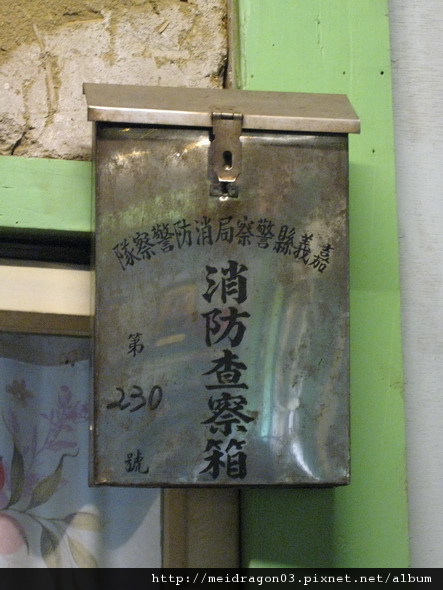 嘉義縣警察局消防警察隊
消防查察箱
第
230
號
http://meidragon03.pixnet.net/album